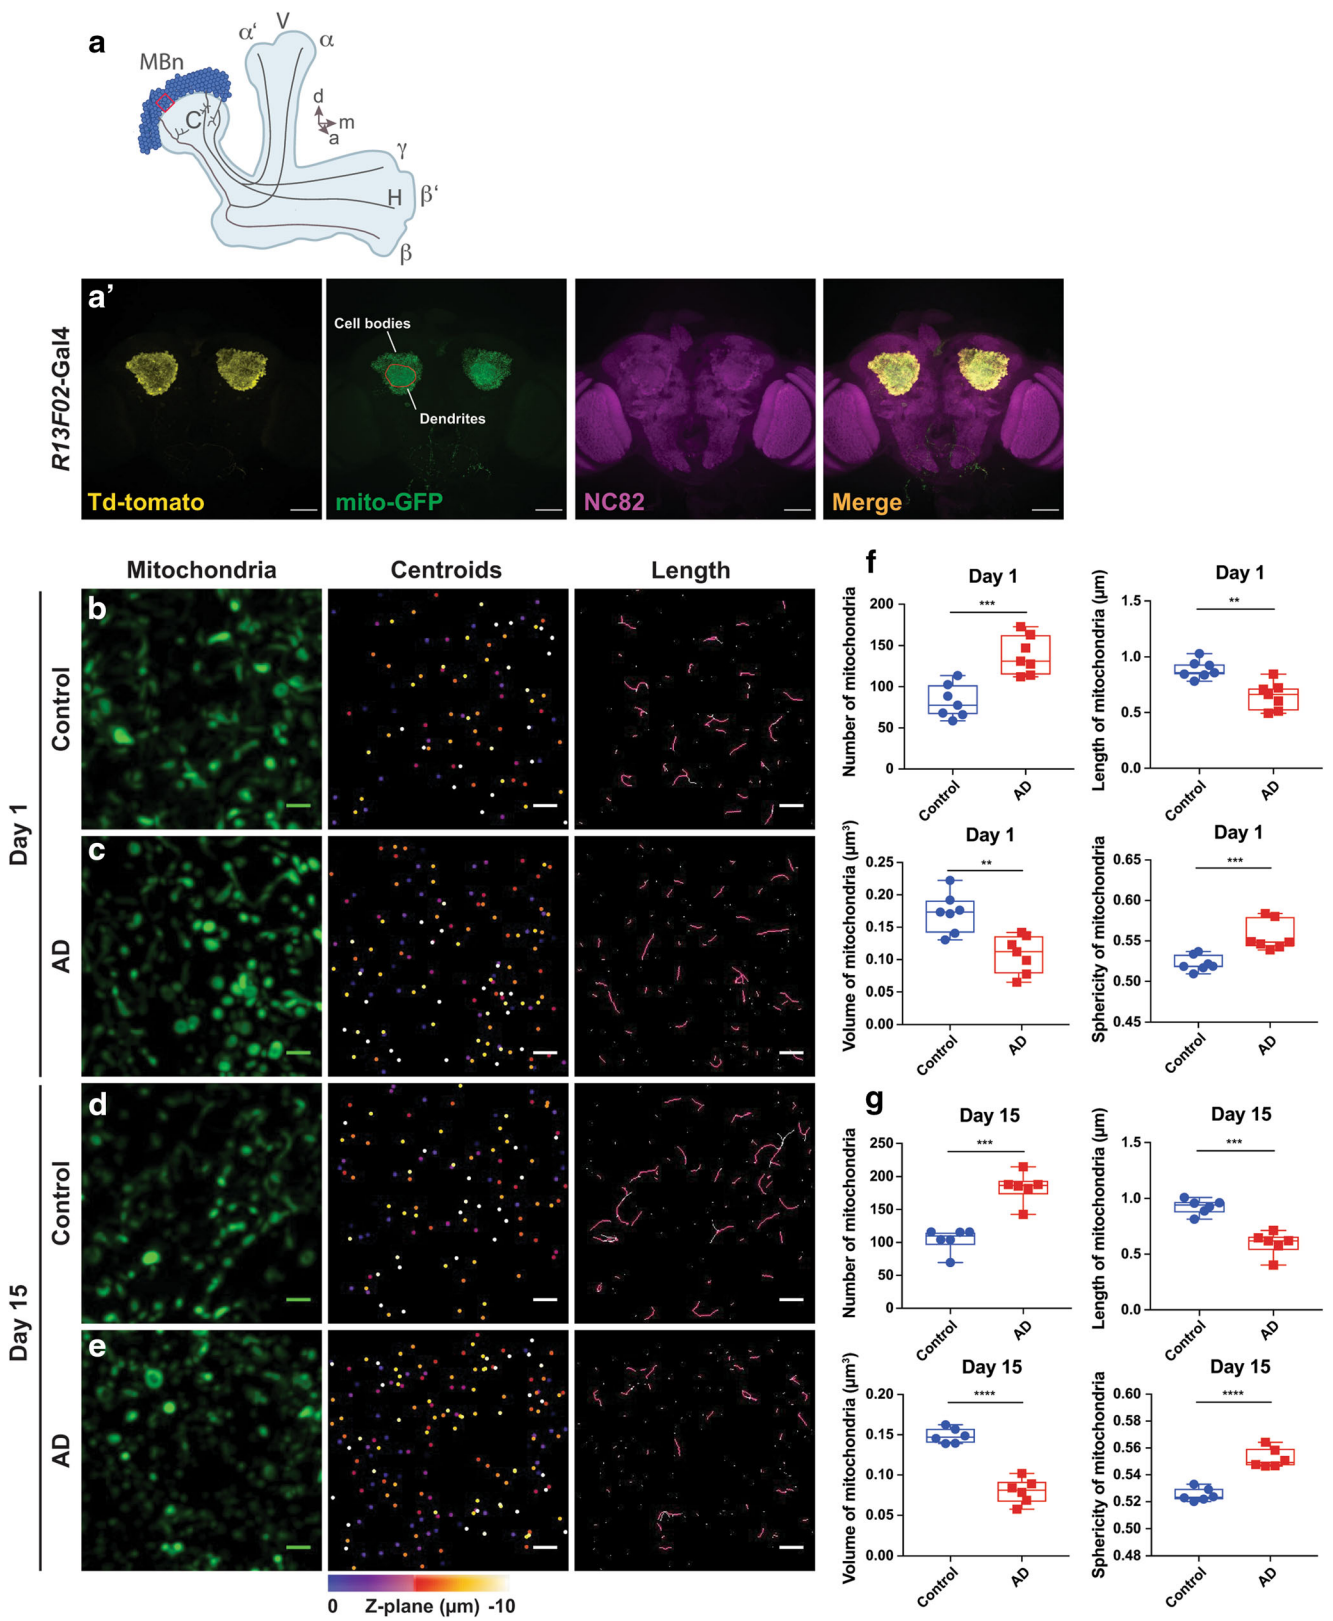 a
MBn
α‘
V
α
C
d
m
a
γ
H
β‘
β
a’
R13F02-Gal4
Cell bodies
Dendrites
Td-tomato
mito-GFP
NC82
Merge
Mitochondria
Centroids
Length
Day 1
Control
b
AD
c
Day 15
Control
d
AD
e
0 Z-plane (µm) -10
f
Day 1
Number of mitochondria
200
150
100
50
0
***
Control
AD
Day 1
Length of mitochondria (µm)
1.5
1.0
0.5
0.0
**
Control
AD
Day 1
Volume of mitochondria (µm³)
0.25
0.20
0.15
0.10
0.05
0.00
**
Control
AD
Day 1
Sphericity of mitochondria
0.65
0.60
0.55
0.50
0.45
***
Control
AD
g
Day 15
Number of mitochondria
250
200
150
100
50
0
***
Control
AD
Day 15
Length of mitochondria (µm)
1.5
1.0
0.5
0.0
***
Control
AD
Day 15
Volume of mitochondria (µm³)
0.20
0.15
0.10
0.05
0.00
****
Control
AD
Day 15
Sphericity of mitochondria
0.60
0.58
0.56
0.54
0.52
0.50
0.48
****
Control
AD